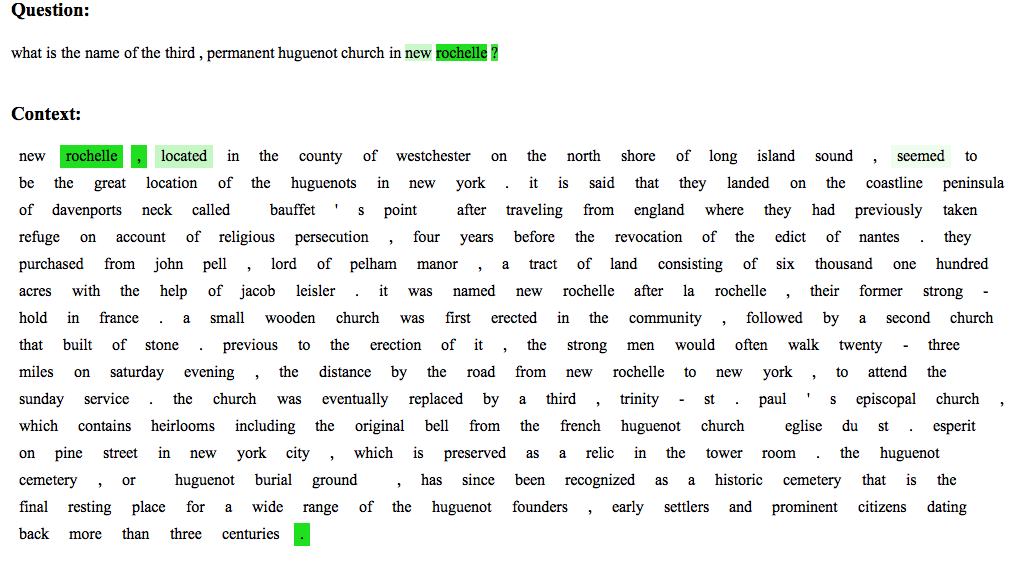 Question:
what is the name of the third , permanent huguenot church in new rochelle ?
Context:
new rochelle , located in the county of westchester on the north shore of long island sound , seemed to
be the great location of the huguenots in new york . it is said that they landed on the coastline peninsula
of davenports neck called bauffet ' s point after traveling from england where they had previously taken
refuge on account of religious persecution , four years before the revocation of the edict of nantes . they
purchased from john pell , lord of pelham manor , a tract of land consisting of six thousand one hundred
acres with the help of jacob leisler . it was named new rochelle after la rochelle , their former strong -
hold in france . a small wooden church was first erected in the community , followed by a second church
that built of stone . previous to the erection of it , the strong men would often walk twenty - three
miles on saturday evening , the distance by the road from new rochelle to new york , to attend the
sunday service . the church was eventually replaced by a third , trinity - st . paul ' s episcopal church ,
which contains heirlooms including the original bell from the french huguenot church eglise du st . esperit
on pine street in new york city , which is preserved as a relic in the tower room . the huguenot
cemetery , or huguenot burial ground , has since been recognized as a historic cemetery that is the
final resting place for a wide range of the huguenot founders , early settlers and prominent citizens dating
back more than three centuries .